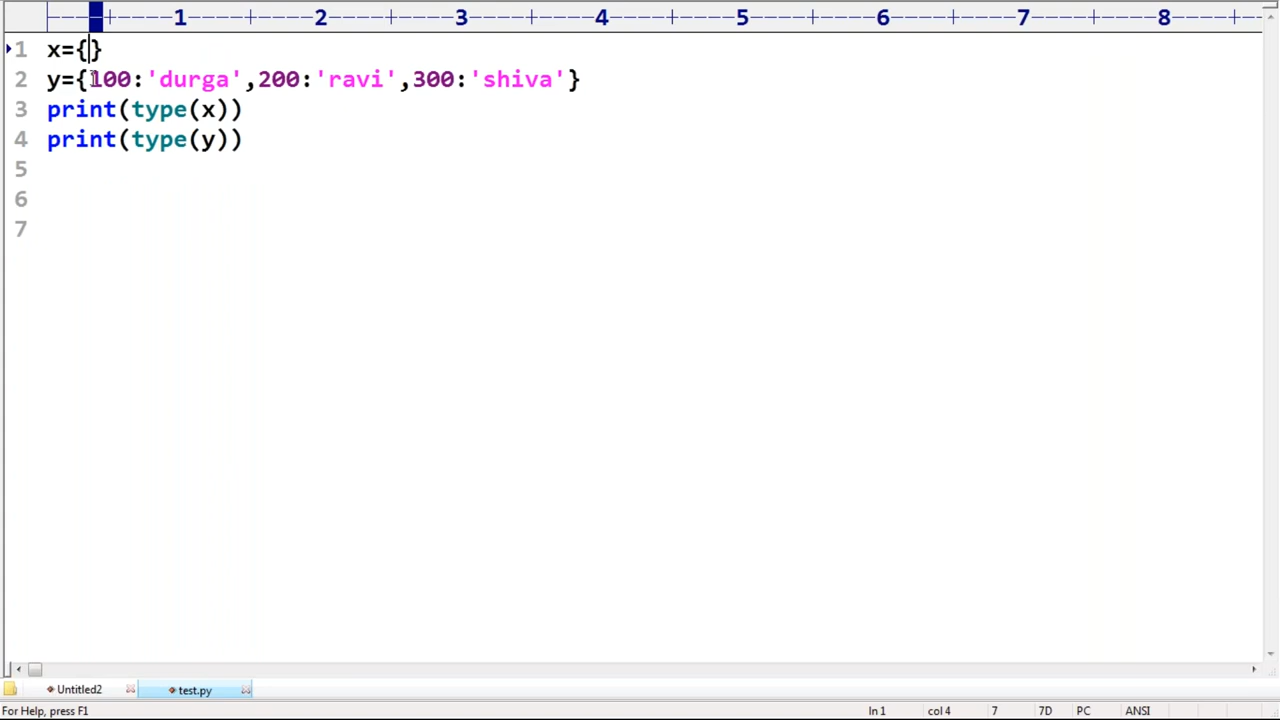 1 2 3 4 5 6 7 8
1 x={}
2 y={100:'durga',200:'ravi',300:'shiva'}
3 print(type(x))
4 print(type(y))
5
6
7
Untitled2 test.py
For Help, press F1 ln 1 col 4 7 7D PC ANSI